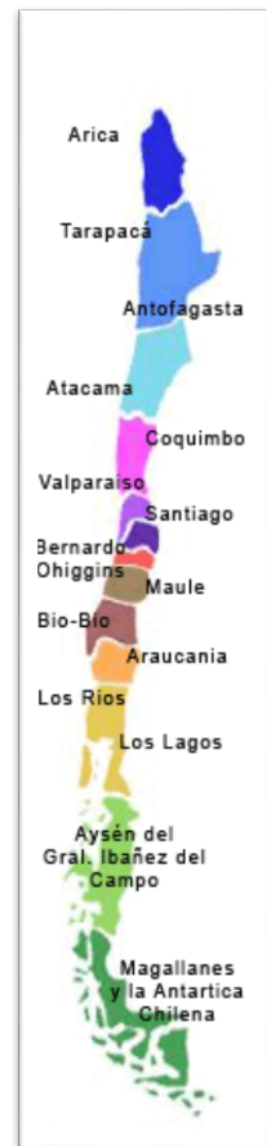 Arica
Tarapacá
Antofagasta
Atacama
Coquimbo
Valparaiso
Santiago
Bernardo
Ohiggins
Maule
Bio-Bio
Araucania
Los Rios
Los Lagos
Aysén del
Gral. Ibañez del
Campo
Magallanes
y la Antartica
Chilena